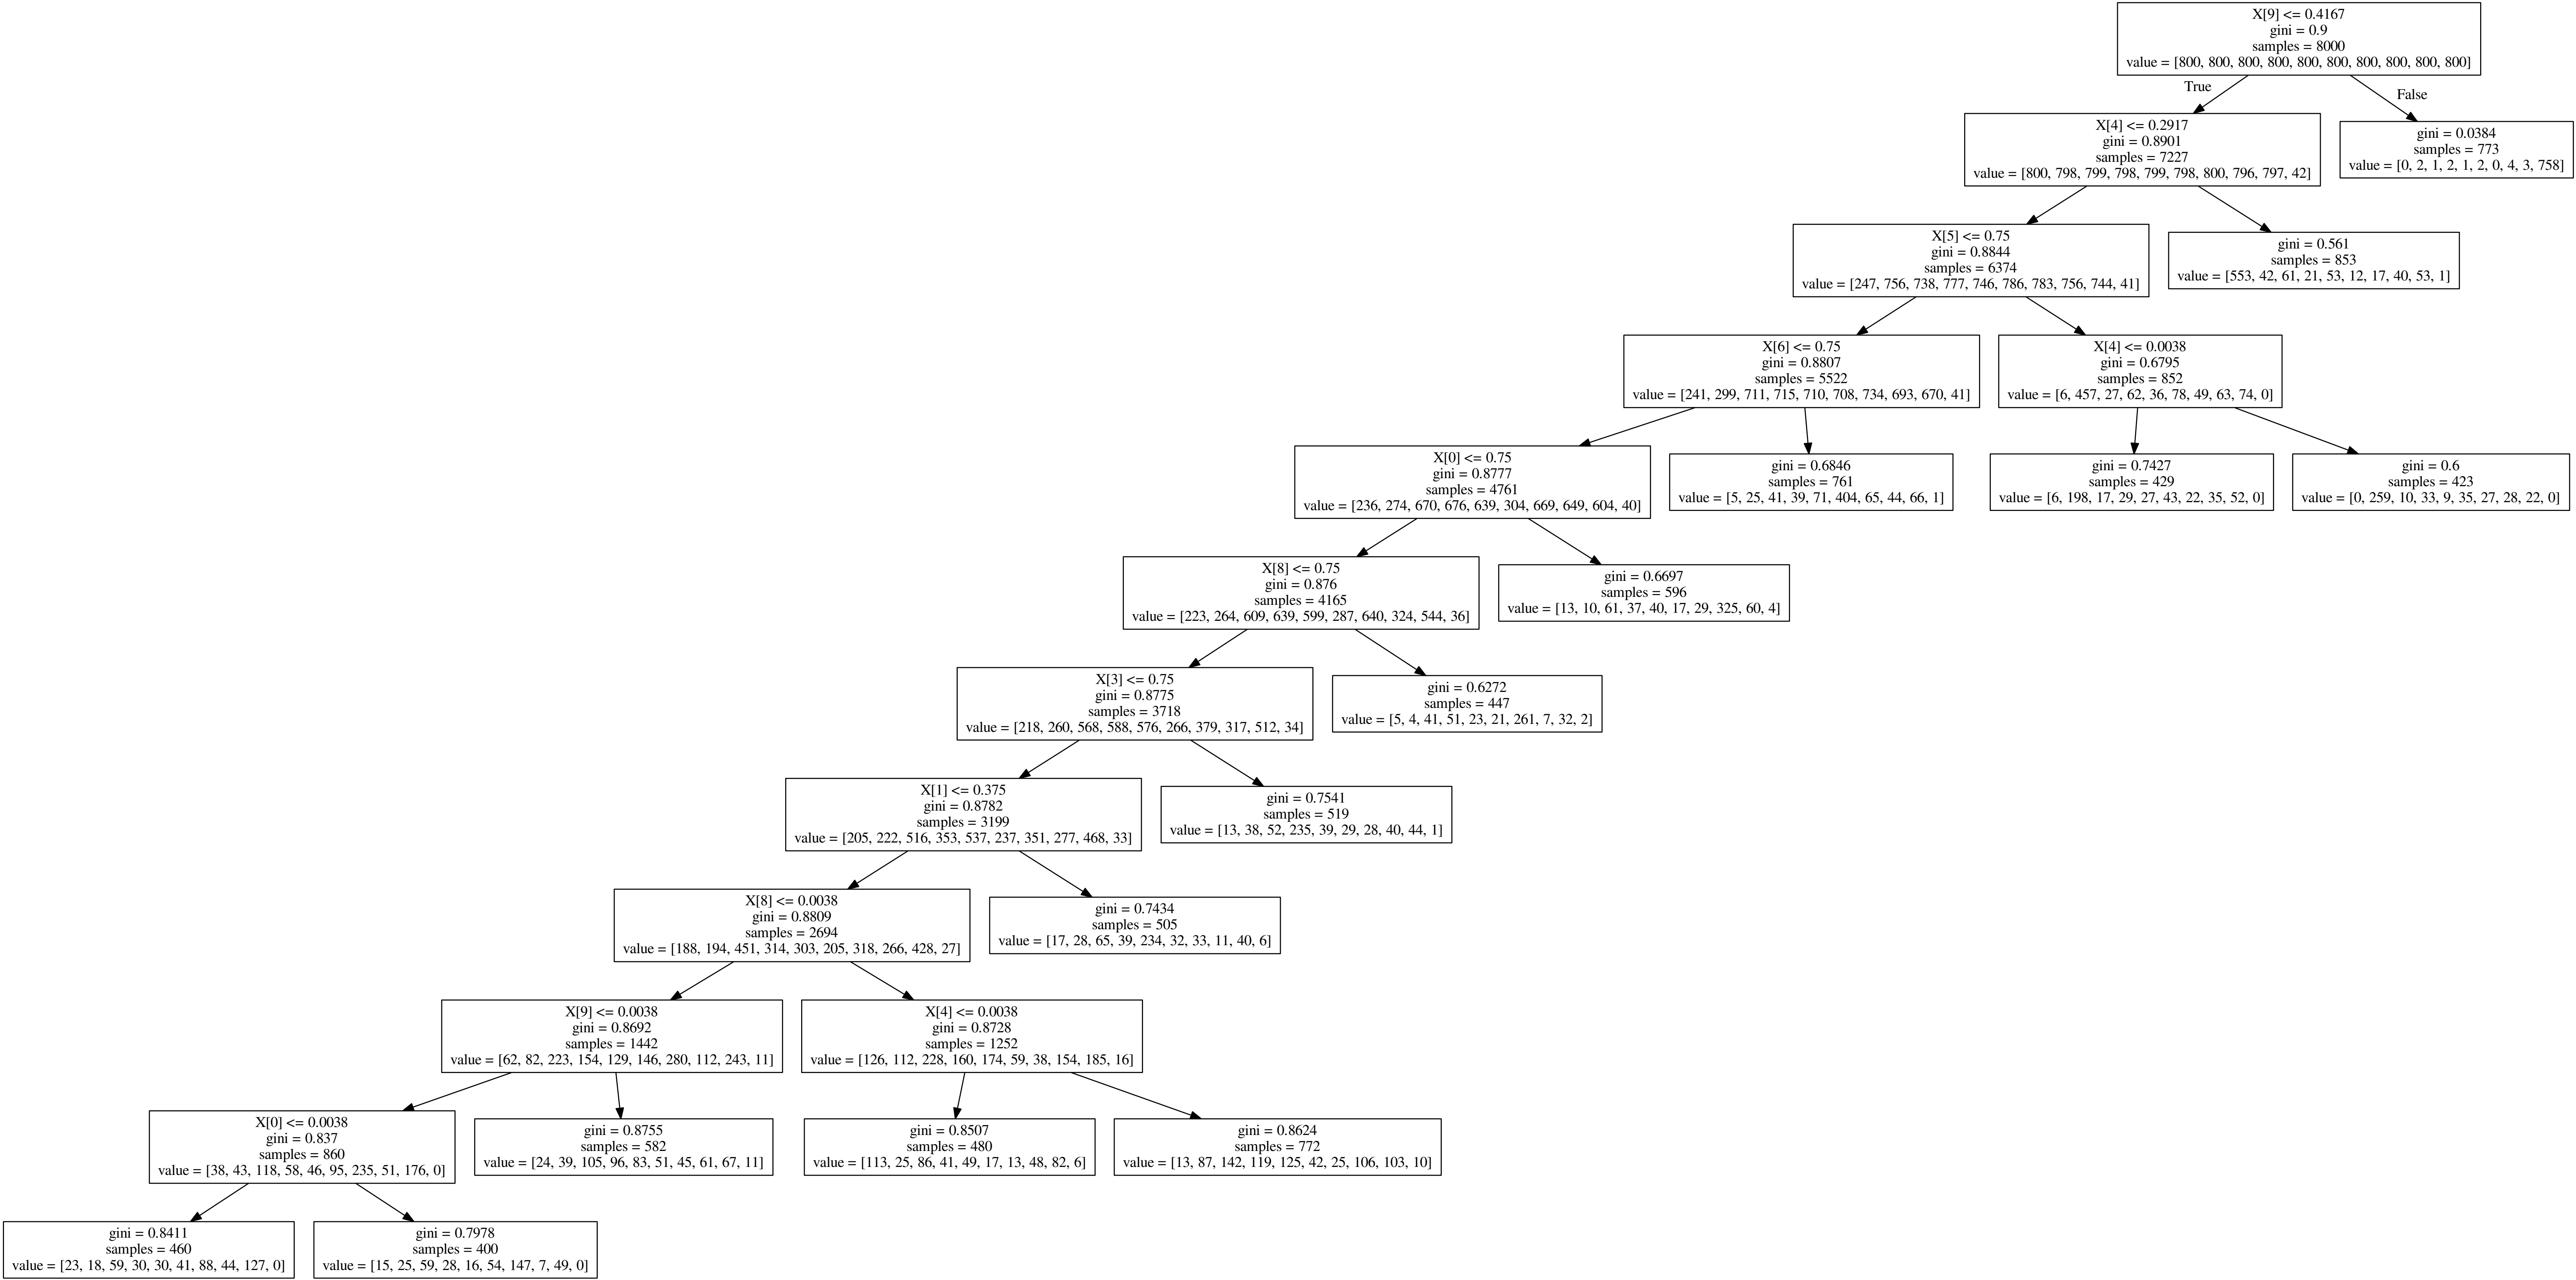 X[9] <= 0.4167
gini = 0.9
samples = 8000
value = [800, 800, 800, 800, 800, 800, 800, 800, 800, 800]
True
False
X[4] <= 0.2917
gini = 0.8901
samples = 7227
value = [800, 798, 799, 798, 799, 798, 800, 796, 797, 42]
gini = 0.0384
samples = 773
value = [0, 2, 1, 2, 1, 2, 0, 4, 3, 758]
X[5] <= 0.75
gini = 0.8844
samples = 6374
value = [247, 756, 738, 777, 746, 786, 783, 756, 744, 41]
gini = 0.561
samples = 853
value = [553, 42, 61, 21, 53, 12, 17, 40, 53, 1]
X[6] <= 0.75
gini = 0.8807
samples = 5522
value = [241, 299, 711, 715, 710, 708, 734, 693, 670, 41]
X[4] <= 0.0038
gini = 0.6795
samples = 852
value = [6, 457, 27, 62, 36, 78, 49, 63, 74, 0]
X[0] <= 0.75
gini = 0.8777
samples = 4761
value = [236, 274, 670, 676, 639, 304, 669, 649, 604, 40]
gini = 0.6846
samples = 761
value = [5, 25, 41, 39, 71, 404, 65, 44, 66, 1]
gini = 0.7427
samples = 429
value = [6, 198, 17, 29, 27, 43, 22, 35, 52, 0]
gini = 0.6
samples = 423
value = [0, 259, 10, 33, 9, 35, 27, 28, 22, 0]
X[8] <= 0.75
gini = 0.876
samples = 4165
value = [223, 264, 609, 639, 599, 287, 640, 324, 544, 36]
gini = 0.6697
samples = 596
value = [13, 10, 61, 37, 40, 17, 29, 325, 60, 4]
X[3] <= 0.75
gini = 0.8775
samples = 3718
value = [218, 260, 568, 588, 576, 266, 379, 317, 512, 34]
gini = 0.6272
samples = 447
value = [5, 4, 41, 51, 23, 21, 261, 7, 32, 2]
X[1] <= 0.375
gini = 0.8782
samples = 3199
value = [205, 222, 516, 353, 537, 237, 351, 277, 468, 33]
gini = 0.7541
samples = 519
value = [13, 38, 52, 235, 39, 29, 28, 40, 44, 1]
X[8] <= 0.0038
gini = 0.8809
samples = 2694
value = [188, 194, 451, 314, 303, 205, 318, 266, 428, 27]
gini = 0.7434
samples = 505
value = [17, 28, 65, 39, 234, 32, 33, 11, 40, 6]
X[9] <= 0.0038
gini = 0.8692
samples = 1442
value = [62, 82, 223, 154, 129, 146, 280, 112, 243, 11]
X[4] <= 0.0038
gini = 0.8728
samples = 1252
value = [126, 112, 228, 160, 174, 59, 38, 154, 185, 16]
X[0] <= 0.0038
gini = 0.837
samples = 860
value = [38, 43, 118, 58, 46, 95, 235, 51, 176, 0]
gini = 0.8755
samples = 582
value = [24, 39, 105, 96, 83, 51, 45, 61, 67, 11]
gini = 0.8507
samples = 480
value = [113, 25, 86, 41, 49, 17, 13, 48, 82, 6]
gini = 0.8624
samples = 772
value = [13, 87, 142, 119, 125, 42, 25, 106, 103, 10]
gini = 0.8411
samples = 460
value = [23, 18, 59, 30, 30, 41, 88, 44, 127, 0]
gini = 0.7978
samples = 400
value = [15, 25, 59, 28, 16, 54, 147, 7, 49, 0]